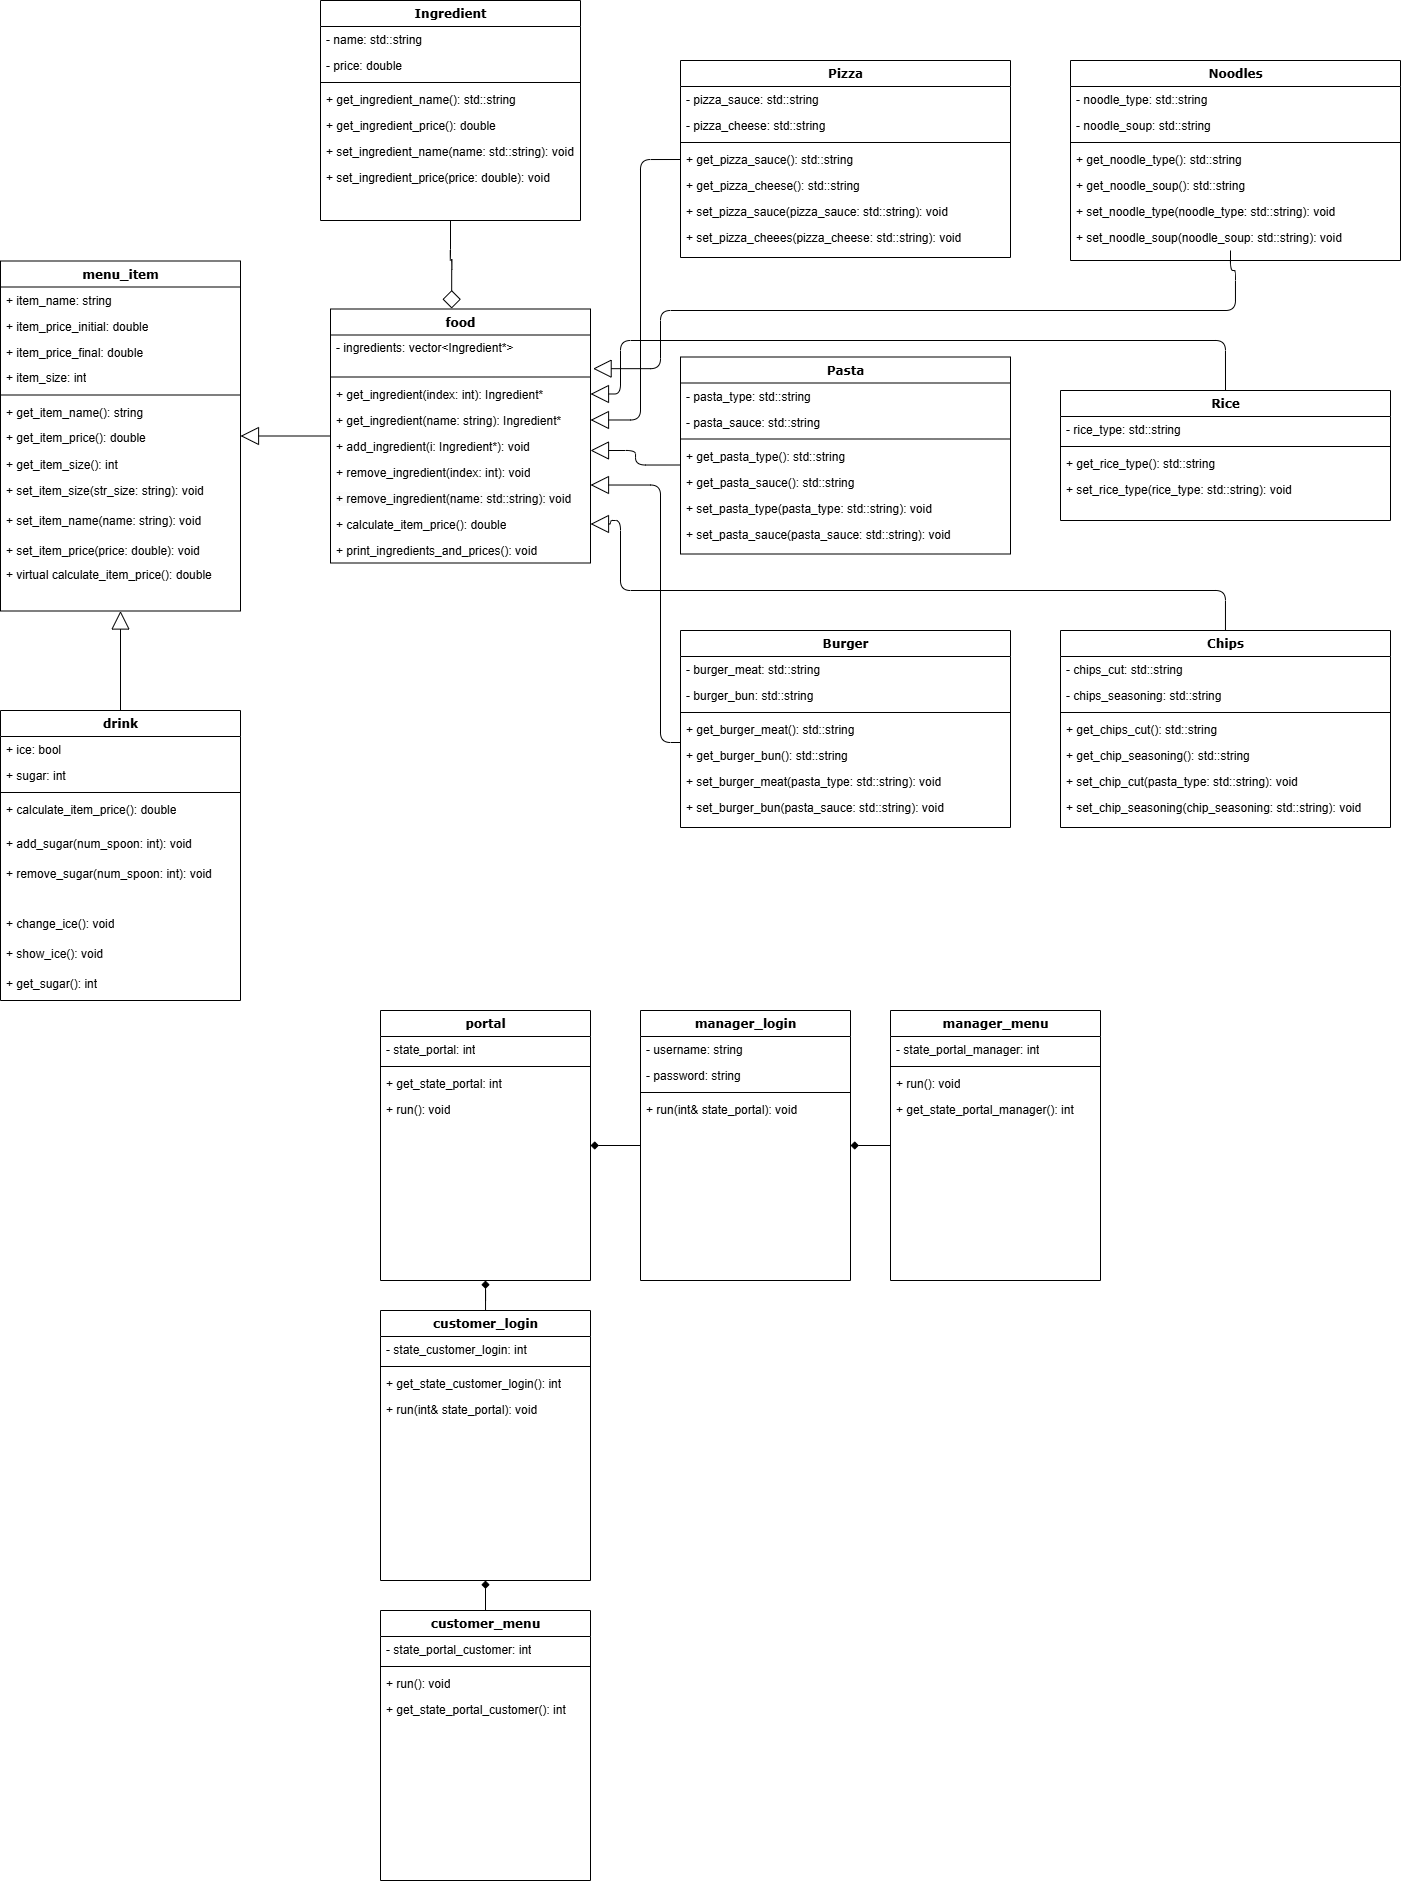 Ingredient
- name: std::string
- price: double
+ get_ingredient_name(): std::string
+ get_ingredient_price(): double
+ set_ingredient_name(name: std::string): void
+ set_ingredient_price(price: double): void
Pizza
- pizza_sauce: std::string
- pizza_cheese: std::string
+ get_pizza_sauce(): std::string
+ get_pizza_cheese(): std::string
+ set_pizza_sauce(pizza_sauce: std::string): void
+ set_pizza_cheees(pizza_cheese: std::string): void
Noodles
- noodle_type: std::string
- noodle_soup: std::string
+ get_noodle_type(): std::string
+ get_noodle_soup(): std::string
+ set_noodle_type(noodle_type: std::string): void
+ set_noodle_soup(noodle_soup: std::string): void
menu_item
+ item_name: string
+ item_price_initial: double
+ item_price_final: double
+ item_size: int
+ get_item_name(): string
+ get_item_price(): double
+ get_item_size(): int
+ set_item_size(str_size: string): void
+ set_item_name(name: string): void
+ set_item_price(price: double): void
+ virtual calculate_item_price(): double
food
- ingredients: vector<Ingredient*>
+ get_ingredient(index: int): Ingredient*
+ get_ingredient(name: string): Ingredient*
+ add_ingredient(i: Ingredient*): void
+ remove_ingredient(index: int): void
+ remove_ingredient(name: std::string): void
+ calculate_item_price(): double
+ print_ingredients_and_prices(): void
Pasta
- pasta_type: std::string
- pasta_sauce: std::string
+ get_pasta_type(): std::string
+ get_pasta_sauce(): std::string
+ set_pasta_type(pasta_type: std::string): void
+ set_pasta_sauce(pasta_sauce: std::string): void
Rice
- rice_type: std::string
+ get_rice_type(): std::string
+ set_rice_type(rice_type: std::string): void
Burger
- burger_meat: std::string
- burger_bun: std::string
+ get_burger_meat(): std::string
+ get_burger_bun(): std::string
+ set_burger_meat(pasta_type: std::string): void
+ set_burger_bun(pasta_sauce: std::string): void
Chips
- chips_cut: std::string
- chips_seasoning: std::string
+ get_chips_cut(): std::string
+ get_chip_seasoning(): std::string
+ set_chip_cut(pasta_type: std::string): void
+ set_chip_seasoning(chip_seasoning: std::string): void
drink
+ ice: bool
+ sugar: int
+ calculate_item_price(): double
+ add_sugar(num_spoon: int): void
+ remove_sugar(num_spoon: int): void
+ change_ice(): void
+ show_ice(): void
+ get_sugar(): int
portal
- state_portal: int
+ get_state_portal: int
+ run(): void
manager_login
- username: string
- password: string
+ run(int& state_portal): void
manager_menu
- state_portal_manager: int
+ run(): void
+ get_state_portal_manager(): int
customer_login
- state_customer_login: int
+ get_state_customer_login(): int
+ run(int& state_portal): void
customer_menu
- state_portal_customer: int
+ run(): void
+ get_state_portal_customer(): int